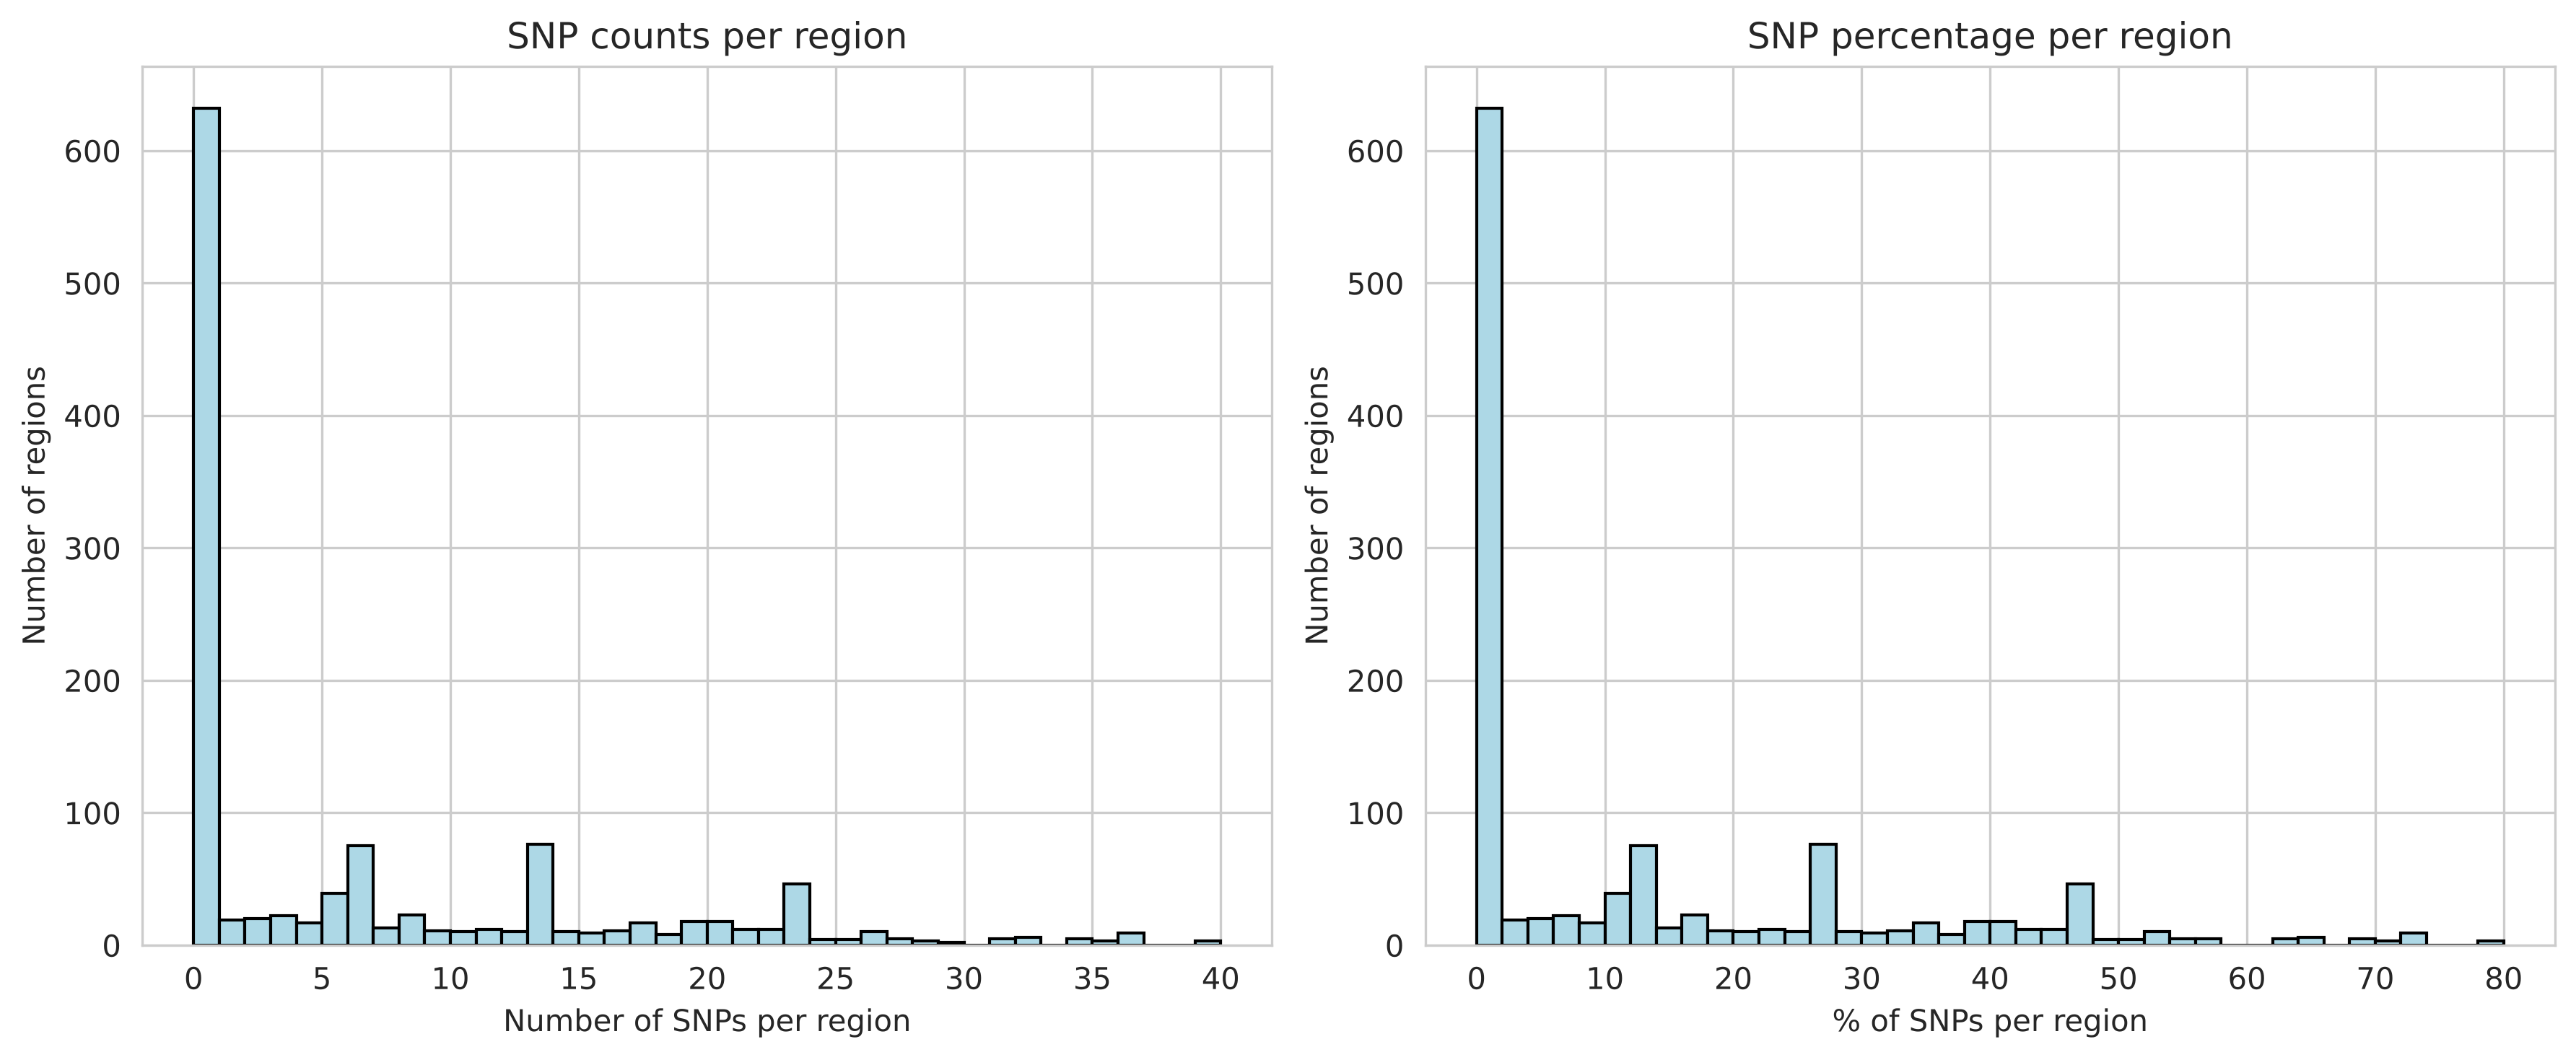 SNP counts per region
600
500
400
300
200
100
0
Number of regions
0 5 10 15 20 25 30 35 40
Number of SNPs per region
SNP percentage per region
600
500
400
300
200
100
0
Number of regions
0 10 20 30 40 50 60 70 80
% of SNPs per region